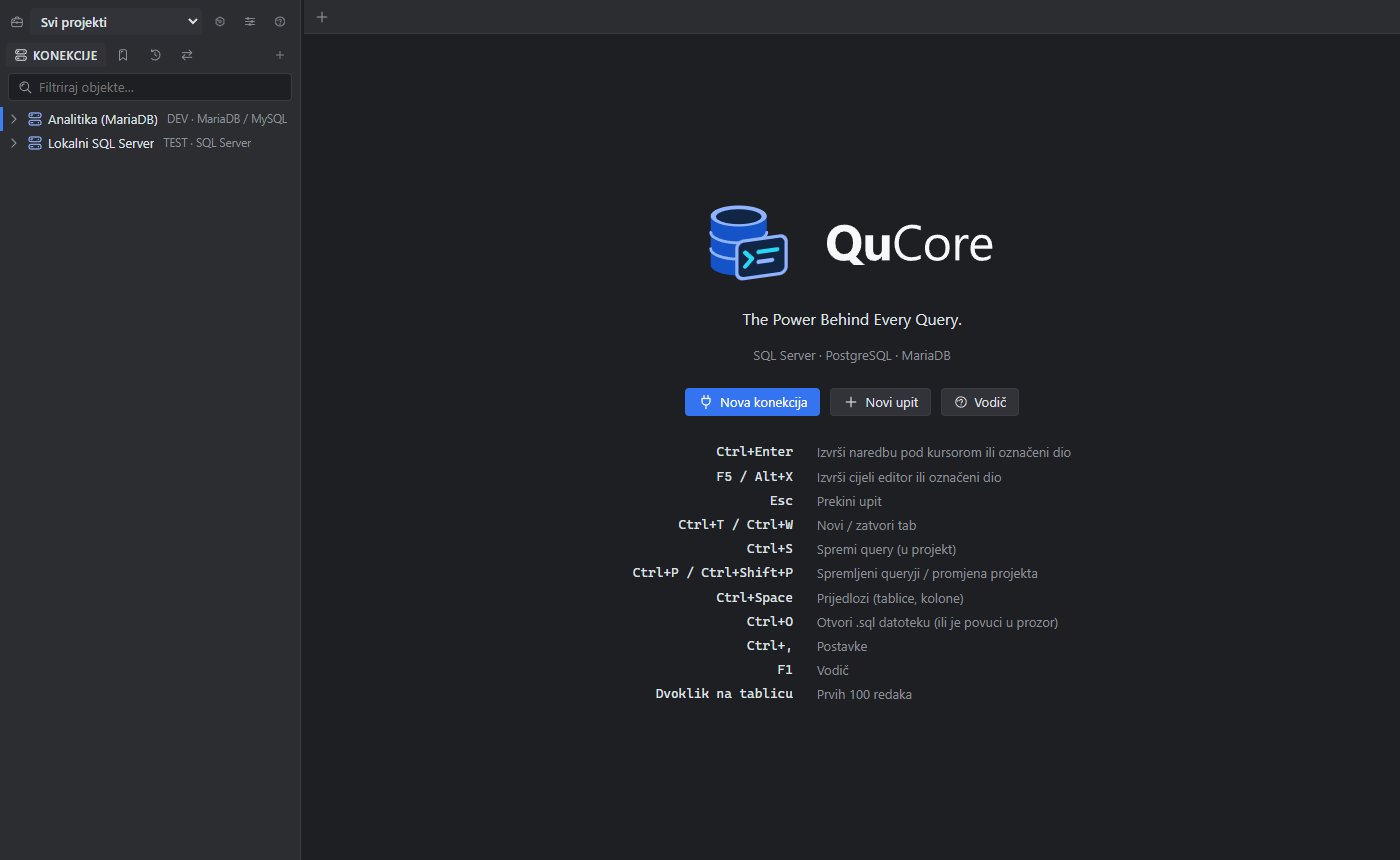 Svi projekti
KONEKCIJE
Filtriraj objekte...
Analitika (MariaDB) DEV · MariaDB / MySQL
Lokalni SQL Server TEST · SQL Server
QuCore
The Power Behind Every Query.
SQL Server · PostgreSQL · MariaDB
Nova konekcija
Novi upit
Vodič
Ctrl+Enter Izvrši naredbu pod kursorom ili označeni dio
F5 / Alt+X Izvrši cijeli editor ili označeni dio
Esc Prekini upit
Ctrl+T / Ctrl+W Novi / zatvori tab
Ctrl+S Spremi query (u projekt)
Ctrl+P / Ctrl+Shift+P Spremljeni queryji / promjena projekta
Ctrl+Space Prijedlozi (tablice, kolone)
Ctrl+O Otvori .sql datoteku (ili je povuci u prozor)
Ctrl+, Postavke
F1 Vodič
Dvoklik na tablicu Prvih 100 redaka